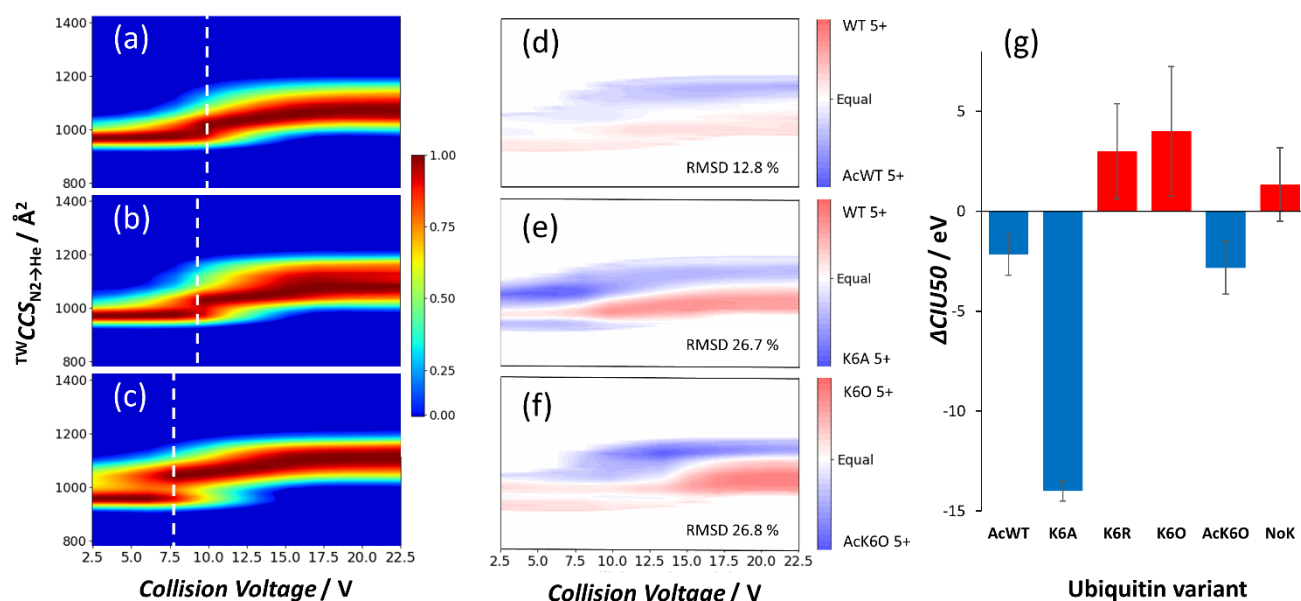 (a)
(b)
(c)
1400
1200
1000
800
1400
1200
1000
800
1400
1200
1000
800
TWCCS_N2→He / Å²
2.5 5.0 7.5 10.0 12.5 15.0 17.5 20.0 22.5
Collision Voltage / V
1.00
0.75
0.50
0.25
0.00
(d)
RMSD 12.8 %
(e)
RMSD 26.7 %
(f)
RMSD 26.8 %
2.5 5.0 7.5 10.0 12.5 15.0 17.5 20.0 22.5
Collision Voltage / V
WT 5+
Equal
AcWT 5+
WT 5+
Equal
K6A 5+
K6O 5+
Equal
AcK6O 5+
(g)
5
0
-5
-10
-15
ΔCIU50 / eV
AcWT K6A K6R K6O AcK6O NoK
Ubiquitin variant